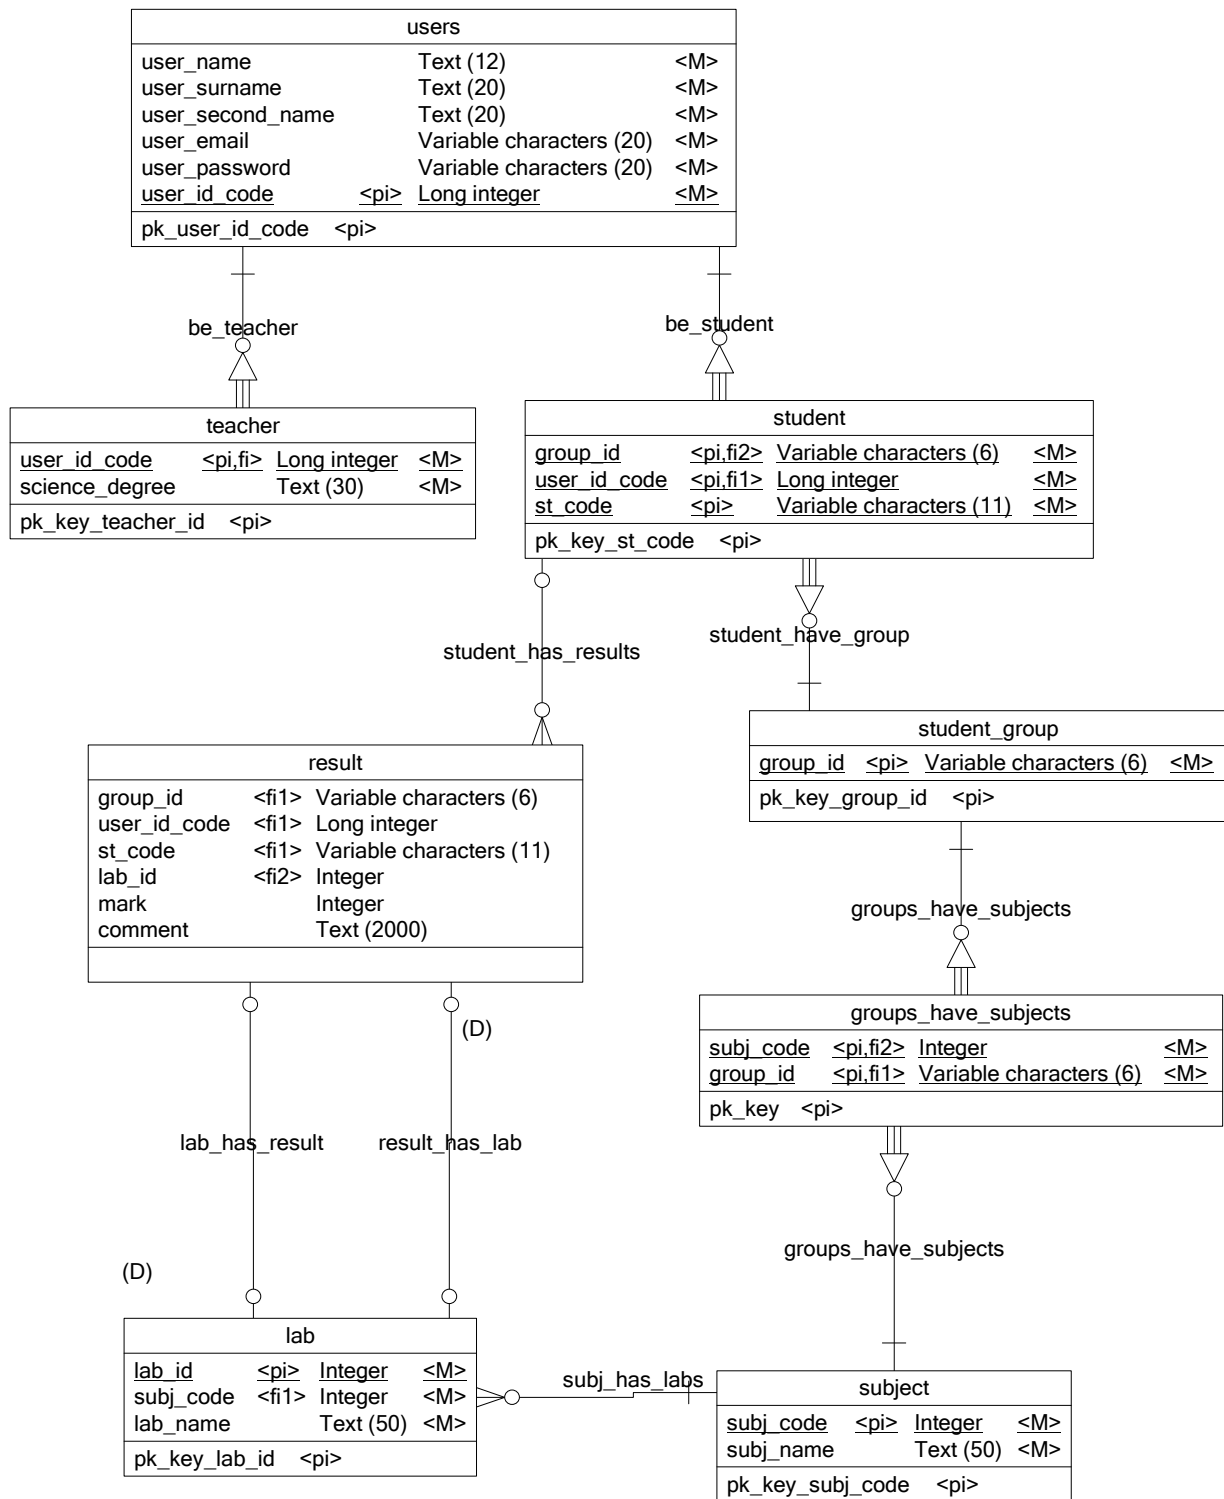 users
user_name Text (12) <M>
user_surname Text (20) <M>
user_second_name Text (20) <M>
user_email Variable characters (20) <M>
user_password Variable characters (20) <M>
user_id_code <pi> Long integer <M>
pk_user_id_code <pi>
be_teacher
be_student
teacher
user_id_code <pi,fi> Long integer <M>
science_degree Text (30) <M>
pk_key_teacher_id <pi>
student
group_id <pi,fi2> Variable characters (6) <M>
user_id_code <pi,fi1> Long integer <M>
st_code <pi> Variable characters (11) <M>
pk_key_st_code <pi>
student_has_results
student_have_group
student_group
group_id <pi> Variable characters (6) <M>
pk_key_group_id <pi>
result
group_id <fi1> Variable characters (6)
user_id_code <fi1> Long integer
st_code <fi1> Variable characters (11)
lab_id <fi2> Integer
mark Integer
comment Text (2000)
groups_have_subjects
groups_have_subjects
subj_code <pi,fi2> Integer <M>
group_id <pi,fi1> Variable characters (6) <M>
pk_key <pi>
(D)
lab_has_result
result_has_lab
groups_have_subjects
(D)
lab
lab_id <pi> Integer <M>
subj_code <fi1> Integer <M>
lab_name Text (50) <M>
pk_key_lab_id <pi>
subj_has_labs
subject
subj_code <pi> Integer <M>
subj_name Text (50) <M>
pk_key_subj_code <pi>